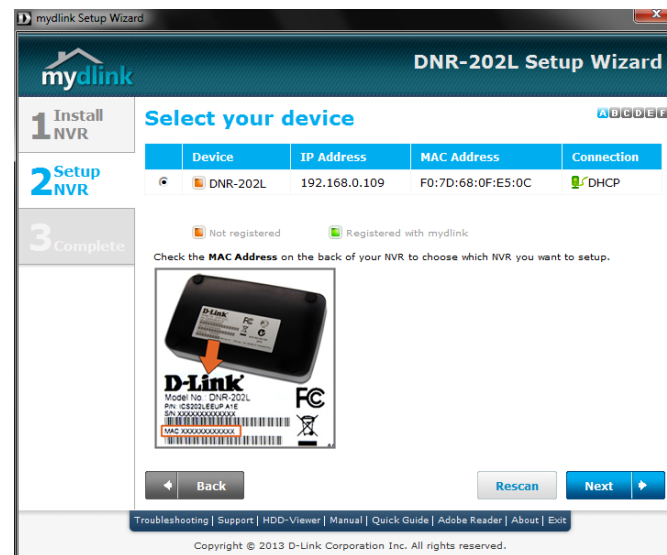 mydlink Setup Wizard
mydlink
DNR-202L Setup Wizard
1 Install NVR
2 Setup NVR
3 Complete
Select your device
A B C D E F
Device IP Address MAC Address Connection
DNR-202L 192.168.0.109 F0:7D:68:0F:E5:0C DHCP
Not registered Registered with mydlink
Check the MAC Address on the back of your NVR to choose which NVR you want to setup.
D-Link
D-Link
Model No.: DNR-202L
P/N: ICS202LEEUP A1E
S/N XXXXXXXXXXXXX
MAC XXXXXXXXXXXX
FC
Back Rescan Next
Troubleshooting | Support | HDD-Viewer | Manual | Quick Guide | Adobe Reader | About | Exit
Copyright © 2013 D-Link Corporation Inc. All rights reserved.